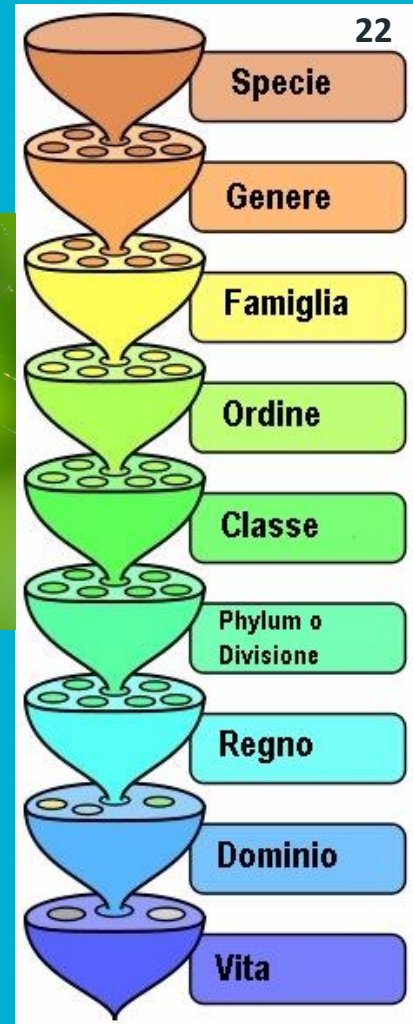 22
Specie
Genere
Famiglia
Ordine
Classe
Phylum o
Divisione
Regno
Dominio
Vita